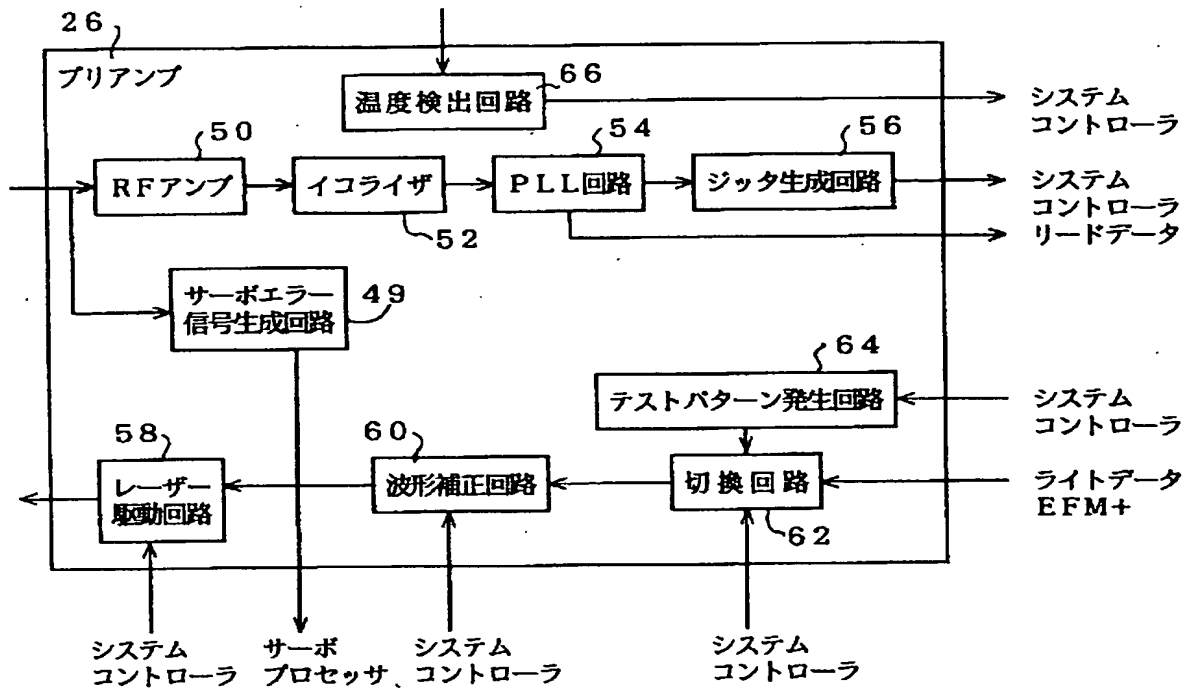 26
プリアンプ
66
温度検出回路
システム
コントローラ
50
RFアンプ
イコライザ
52
54
PLL回路
56
ジッタ生成回路
システム
コントローラ
リードデータ
サーボエラー
信号生成回路
49
64
テストパターン発生回路
システム
コントローラ
58
レーザー
駆動回路
60
波形補正回路
切換回路
62
ライトデータ
EFM+
システム
コントローラ
サーボ
プロセッサ
システム
コントローラ
システム
コントローラ